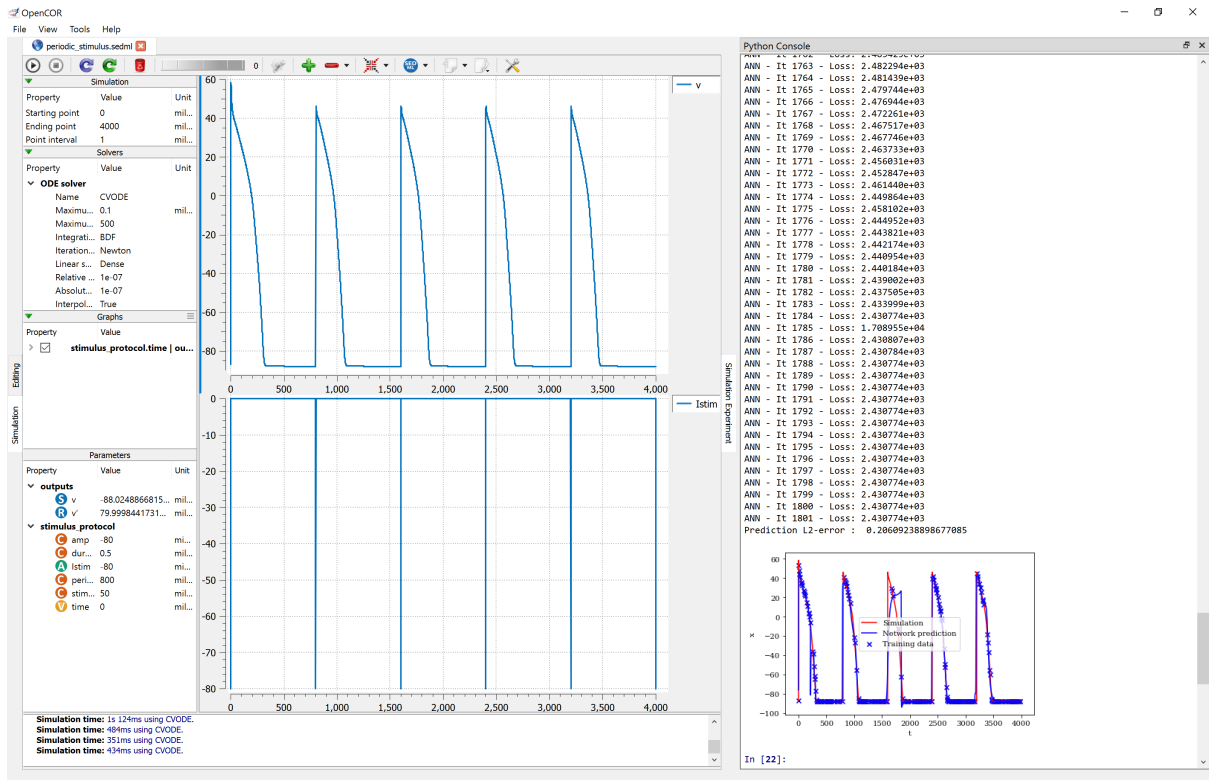 OpenCOR
File View Tools Help
periodic_stimulus.sedml
0
Simulation
Property Value Unit
Starting point 0 mil...
Ending point 4000 mil...
Point interval 1 mil...
Solvers
Property Value Unit
ODE solver
Name CVODE
Maximu... 0.1 mil...
Maximu... 500
Integrati... BDF
Iteration... Newton
Linear s... Dense
Relative ... 1e-07
Absolut... 1e-07
Interpol... True
Graphs
Property Value
stimulus_protocol.time | ou...
Editing
Simulation
Parameters
Property Value Unit
outputs
S v -88.0248866815... mil...
R v' 79.9998441731... mil...
stimulus_protocol
C amp -80 mi...
C dur... 0.5 mil...
A Istim -80 mi...
C peri... 800 mil...
C stim... 50 mil...
V time 0 mil...
60
40
20
0
-20
-40
-60
-80
0 500 1,000 1,500 2,000 2,500 3,000 3,500 4,000
v
0
-10
-20
-30
-40
-50
-60
-70
-80
0 500 1,000 1,500 2,000 2,500 3,000 3,500 4,000
Istim
Simulation Experiment
Simulation time: 1s 124ms using CVODE.
Simulation time: 484ms using CVODE.
Simulation time: 351ms using CVODE.
Simulation time: 434ms using CVODE.
Python Console
ANN - It 1763 - Loss: 2.482294e+03
ANN - It 1764 - Loss: 2.481439e+03
ANN - It 1765 - Loss: 2.479744e+03
ANN - It 1766 - Loss: 2.476944e+03
ANN - It 1767 - Loss: 2.472261e+03
ANN - It 1768 - Loss: 2.467517e+03
ANN - It 1769 - Loss: 2.467746e+03
ANN - It 1770 - Loss: 2.463733e+03
ANN - It 1771 - Loss: 2.456031e+03
ANN - It 1772 - Loss: 2.452847e+03
ANN - It 1773 - Loss: 2.461440e+03
ANN - It 1774 - Loss: 2.449864e+03
ANN - It 1775 - Loss: 2.458102e+03
ANN - It 1776 - Loss: 2.444952e+03
ANN - It 1777 - Loss: 2.443821e+03
ANN - It 1778 - Loss: 2.442174e+03
ANN - It 1779 - Loss: 2.440954e+03
ANN - It 1780 - Loss: 2.440184e+03
ANN - It 1781 - Loss: 2.439002e+03
ANN - It 1782 - Loss: 2.437505e+03
ANN - It 1783 - Loss: 2.433999e+03
ANN - It 1784 - Loss: 2.430774e+03
ANN - It 1785 - Loss: 1.708955e+04
ANN - It 1786 - Loss: 2.430807e+03
ANN - It 1787 - Loss: 2.430784e+03
ANN - It 1788 - Loss: 2.430774e+03
ANN - It 1789 - Loss: 2.430774e+03
ANN - It 1790 - Loss: 2.430774e+03
ANN - It 1791 - Loss: 2.430774e+03
ANN - It 1792 - Loss: 2.430774e+03
ANN - It 1793 - Loss: 2.430774e+03
ANN - It 1794 - Loss: 2.430774e+03
ANN - It 1795 - Loss: 2.430774e+03
ANN - It 1796 - Loss: 2.430774e+03
ANN - It 1797 - Loss: 2.430774e+03
ANN - It 1798 - Loss: 2.430774e+03
ANN - It 1799 - Loss: 2.430774e+03
ANN - It 1800 - Loss: 2.430774e+03
ANN - It 1801 - Loss: 2.430774e+03
Prediction L2-error : 0.20609238898677085
60
40
20
0
−20
−40
−60
−80
−100
x
Simulation
Network prediction
Training data
0 500 1000 1500 2000 2500 3000 3500 4000
t
In [22]: